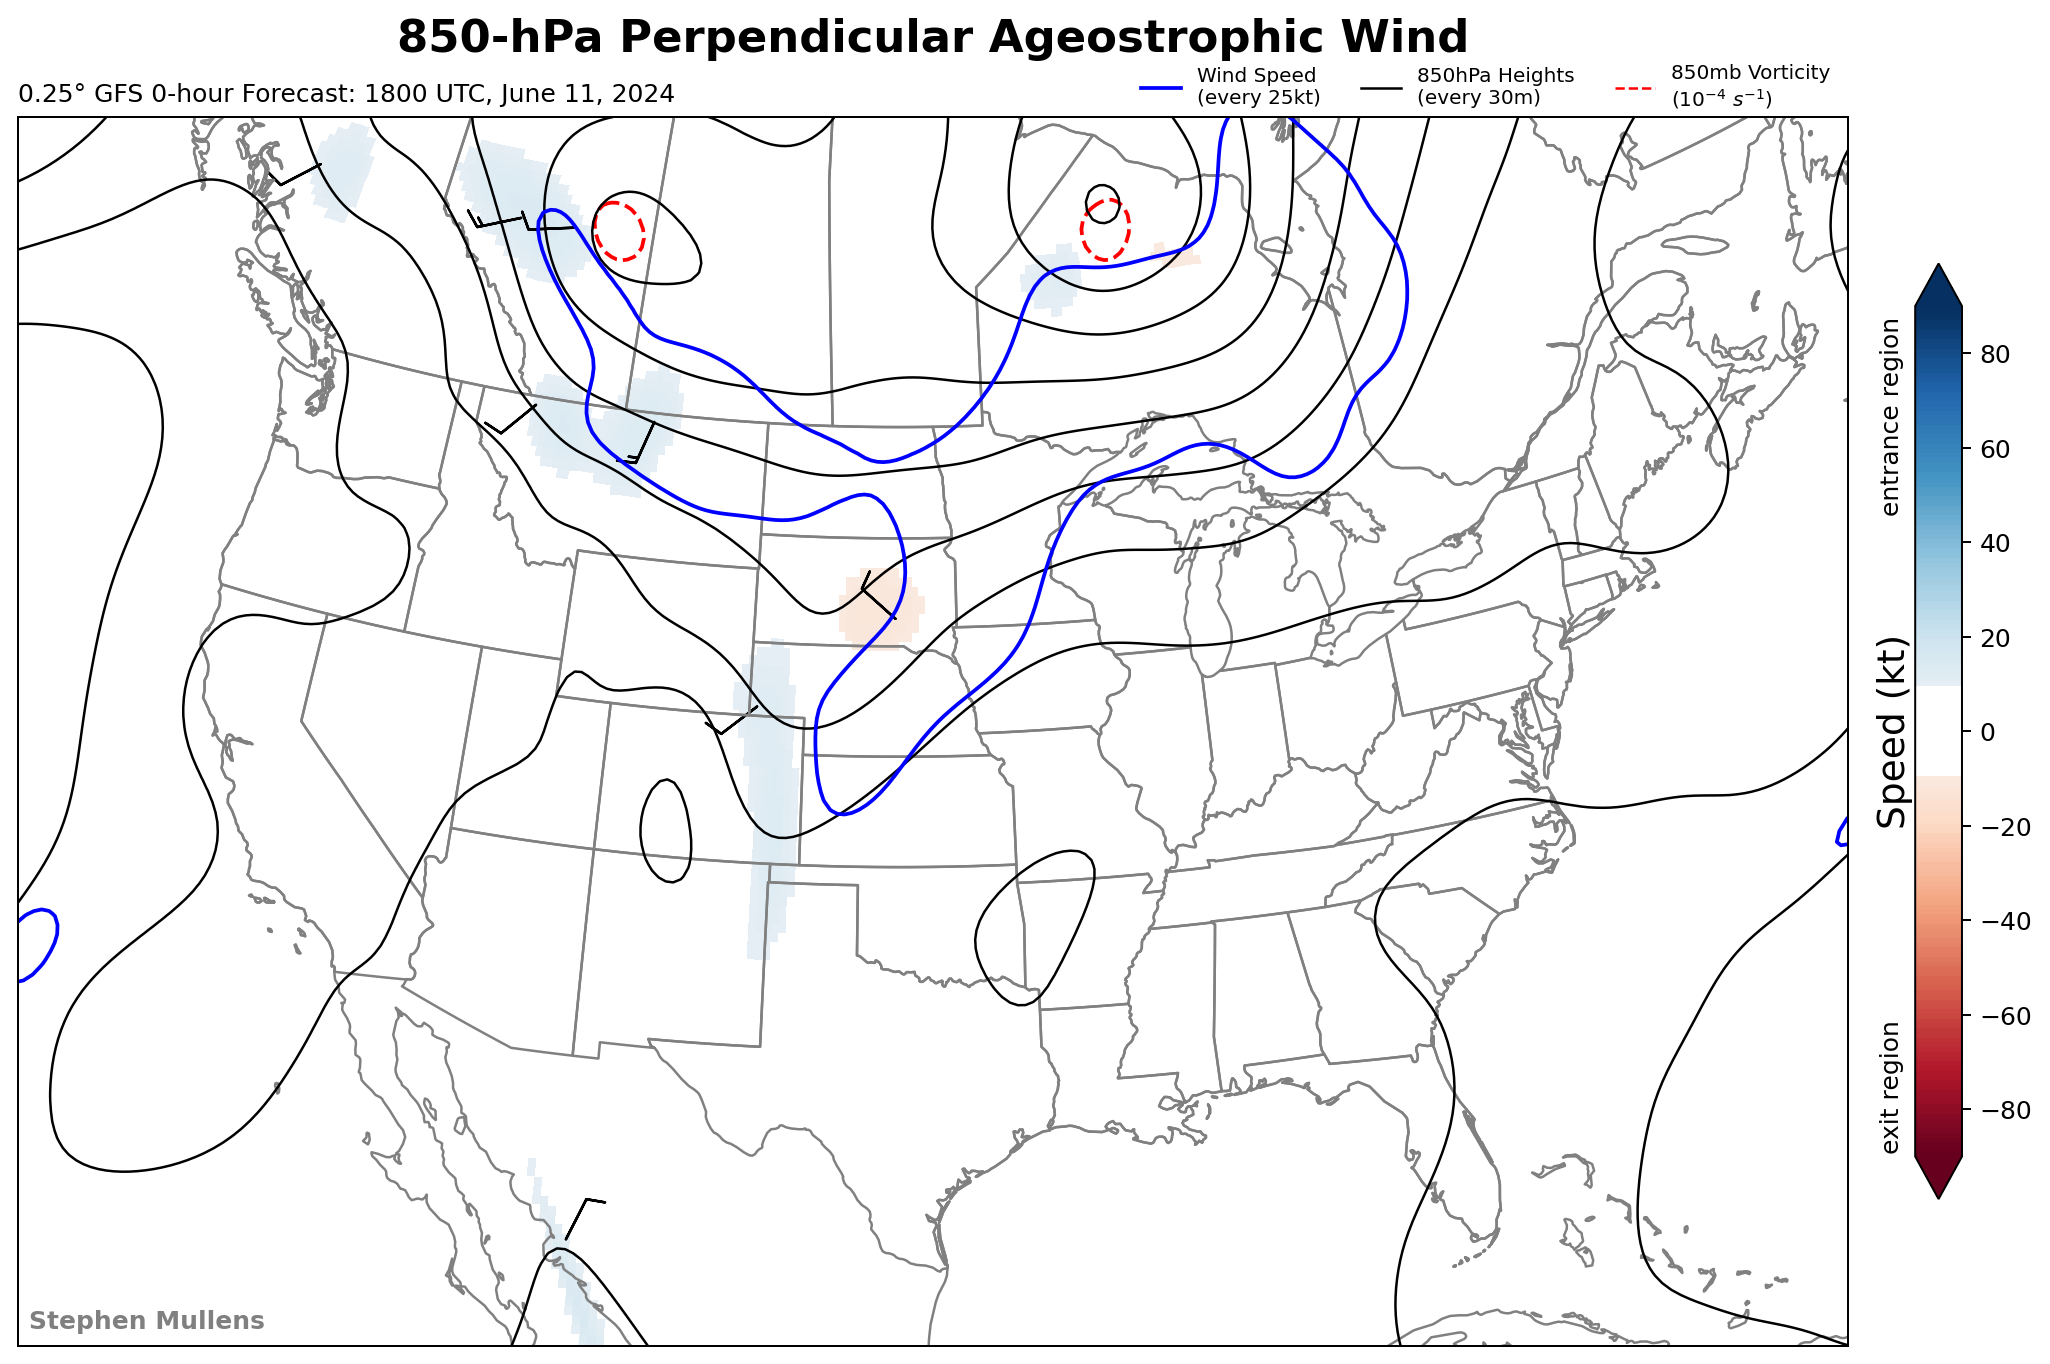 850-hPa Perpendicular Ageostrophic Wind
0.25° GFS 0-hour Forecast: 1800 UTC, June 11, 2024
Wind Speed
(every 25kt)
850hPa Heights
(every 30m)
850mb Vorticity
(10⁻⁴ s⁻¹)
entrance region
Speed (kt)
exit region
80
60
40
20
0
−20
−40
−60
−80
Stephen Mullens